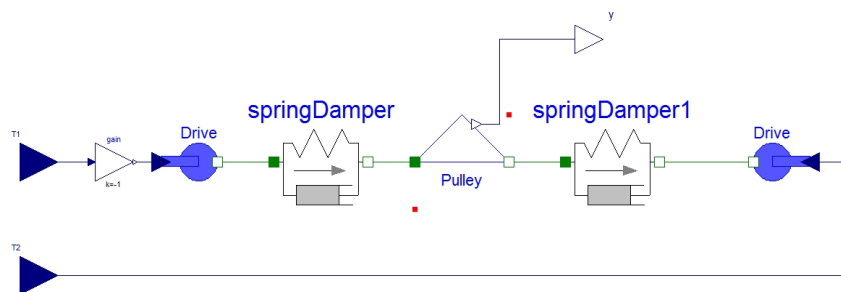 y
springDamper
springDamper1
T1
gain
Drive
Drive
k=-1
Pulley
T2